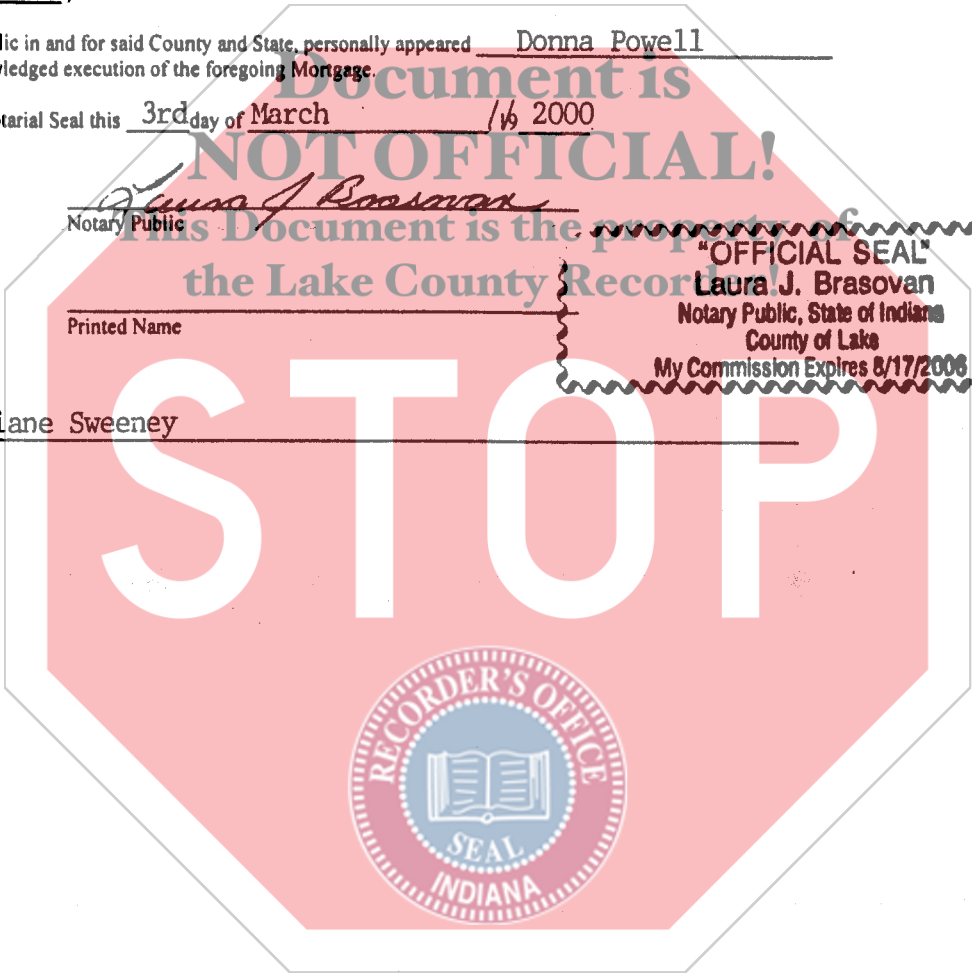 lic in and for said County and State, personally appeared Donna Powell
ledged execution of the foregoing Mortgage.
Document is
tarial Seal this 3rd day of March 2000
NOT OFFICIAL!
Notary Public
This Document is the property of
the Lake County Recorder!
"OFFICIAL SEAL"
Laura J. Brasovan
Notary Public, State of Indiana
County of Lake
My Commission Expires 8/17/2006
Printed Name
iane Sweeney
STOP
RECORDER'S OFFICE
SEAL
INDIANA